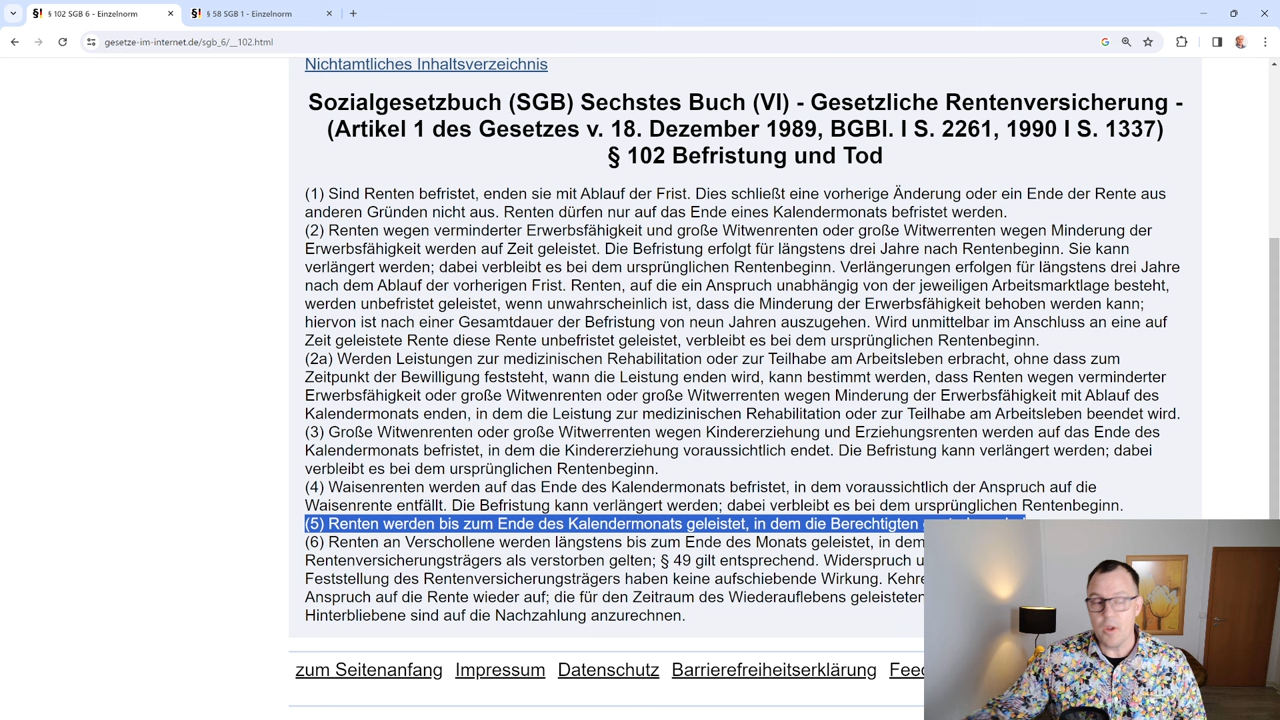 § 102 SGB 6 - Einzelnorm
§ 58 SGB 1 - Einzelnorm
gesetze-im-internet.de/sgb_6/__102.html
Nichtamtliches Inhaltsverzeichnis
Sozialgesetzbuch (SGB) Sechstes Buch (VI) - Gesetzliche Rentenversicherung -
(Artikel 1 des Gesetzes v. 18. Dezember 1989, BGBl. I S. 2261, 1990 I S. 1337)
§ 102 Befristung und Tod
(1) Sind Renten befristet, enden sie mit Ablauf der Frist. Dies schließt eine vorherige Änderung oder ein Ende der Rente aus
anderen Gründen nicht aus. Renten dürfen nur auf das Ende eines Kalendermonats befristet werden.
(2) Renten wegen verminderter Erwerbsfähigkeit und große Witwenrenten oder große Witwerrenten wegen Minderung der
Erwerbsfähigkeit werden auf Zeit geleistet. Die Befristung erfolgt für längstens drei Jahre nach Rentenbeginn. Sie kann
verlängert werden; dabei verbleibt es bei dem ursprünglichen Rentenbeginn. Verlängerungen erfolgen für längstens drei Jahre
nach dem Ablauf der vorherigen Frist. Renten, auf die ein Anspruch unabhängig von der jeweiligen Arbeitsmarktlage besteht,
werden unbefristet geleistet, wenn unwahrscheinlich ist, dass die Minderung der Erwerbsfähigkeit behoben werden kann;
hiervon ist nach einer Gesamtdauer der Befristung von neun Jahren auszugehen. Wird unmittelbar im Anschluss an eine auf
Zeit geleistete Rente diese Rente unbefristet geleistet, verbleibt es bei dem ursprünglichen Rentenbeginn.
(2a) Werden Leistungen zur medizinischen Rehabilitation oder zur Teilhabe am Arbeitsleben erbracht, ohne dass zum
Zeitpunkt der Bewilligung feststeht, wann die Leistung enden wird, kann bestimmt werden, dass Renten wegen verminderter
Erwerbsfähigkeit oder große Witwenrenten oder große Witwerrenten wegen Minderung der Erwerbsfähigkeit mit Ablauf des
Kalendermonats enden, in dem die Leistung zur medizinischen Rehabilitation oder zur Teilhabe am Arbeitsleben beendet wird.
(3) Große Witwenrenten oder große Witwerrenten wegen Kindererziehung und Erziehungsrenten werden auf das Ende des
Kalendermonats befristet, in dem die Kindererziehung voraussichtlich endet. Die Befristung kann verlängert werden; dabei
verbleibt es bei dem ursprünglichen Rentenbeginn.
(4) Waisenrenten werden auf das Ende des Kalendermonats befristet, in dem voraussichtlich der Anspruch auf die
Waisenrente entfällt. Die Befristung kann verlängert werden; dabei verbleibt es bei dem ursprünglichen Rentenbeginn.
(5) Renten werden bis zum Ende des Kalendermonats geleistet, in dem die Berechtigten
(6) Renten an Verschollene werden längstens bis zum Ende des Monats geleistet, in dem
Rentenversicherungsträgers als verstorben gelten; § 49 gilt entsprechend. Widerspruch
Feststellung des Rentenversicherungsträgers haben keine aufschiebende Wirkung. Kehre
Anspruch auf die Rente wieder auf; die für den Zeitraum des Wiederauflebens geleisteten
Hinterbliebene sind auf die Nachzahlung anzurechnen.
zum Seitenanfang Impressum Datenschutz Barrierefreiheitserklärung Feed